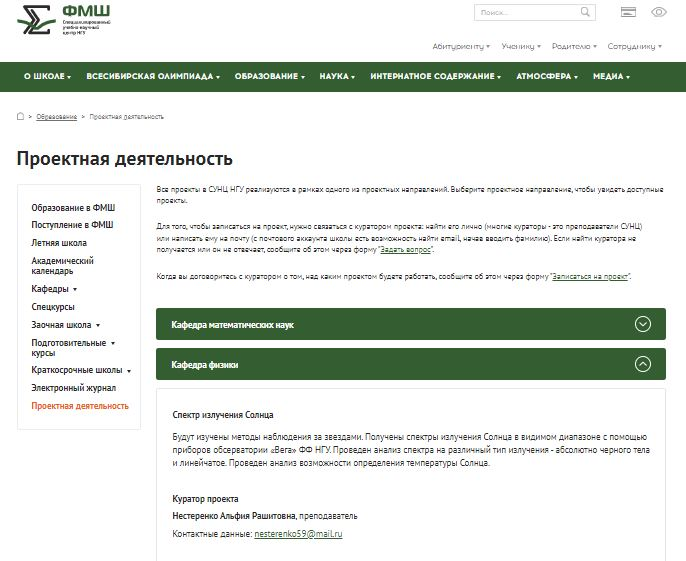 ФМШ
Специализированный
учебно-научный
центр НГУ
Поиск...
Абитуриенту
Ученику
Родителю
Сотруднику
О ШКОЛЕ
ВСЕСИБИРСКАЯ ОЛИМПИАДА
ОБРАЗОВАНИЕ
НАУКА
ИНТЕРНАТНОЕ СОДЕРЖАНИЕ
АТМОСФЕРА
МЕДИА
> Образование > Проектная деятельность
Проектная деятельность
Образование в ФМШ
Поступление в ФМШ
Летняя школа
Академический
календарь
Кафедры
Спецкурсы
Заочная школа
Подготовительные
курсы
Краткосрочные школы
Электронный журнал
Проектная деятельность
Все проекты в СУНЦ НГУ реализуются в рамках одного из проектных направлений. Выберите проектное направление, чтобы увидеть доступные
проекты.
Для того, чтобы записаться на проект, нужно связаться с куратором проекта: найти его лично (многие кураторы - это преподаватели СУНЦ)
или написать ему на почту (с почтового аккаунта школы есть возможность найти email, начав вводить фамилию). Если найти куратора не
получается или он не отвечает, сообщите об этом через форму "Задать вопрос".
Когда вы договоритесь с куратором о том, над каким проектом будете работать, сообщите об этом через форму "Записаться на проект".
Кафедра математических наук
Кафедра физики
Спектр излучения Солнца
Будут изучены методы наблюдения за звездами. Получены спектры излучения Солнца в видимом диапазоне с помощью
приборов обсерватории «Вега» ФФ НГУ. Проведен анализ спектра на различный тип излучения - абсолютно черного тела
и линейчатое. Проведен анализ возможности определения температуры Солнца.
Куратор проекта
Нестеренко Альфия Рашитовна, преподаватель
Контактные данные: nesterenko59@mail.ru